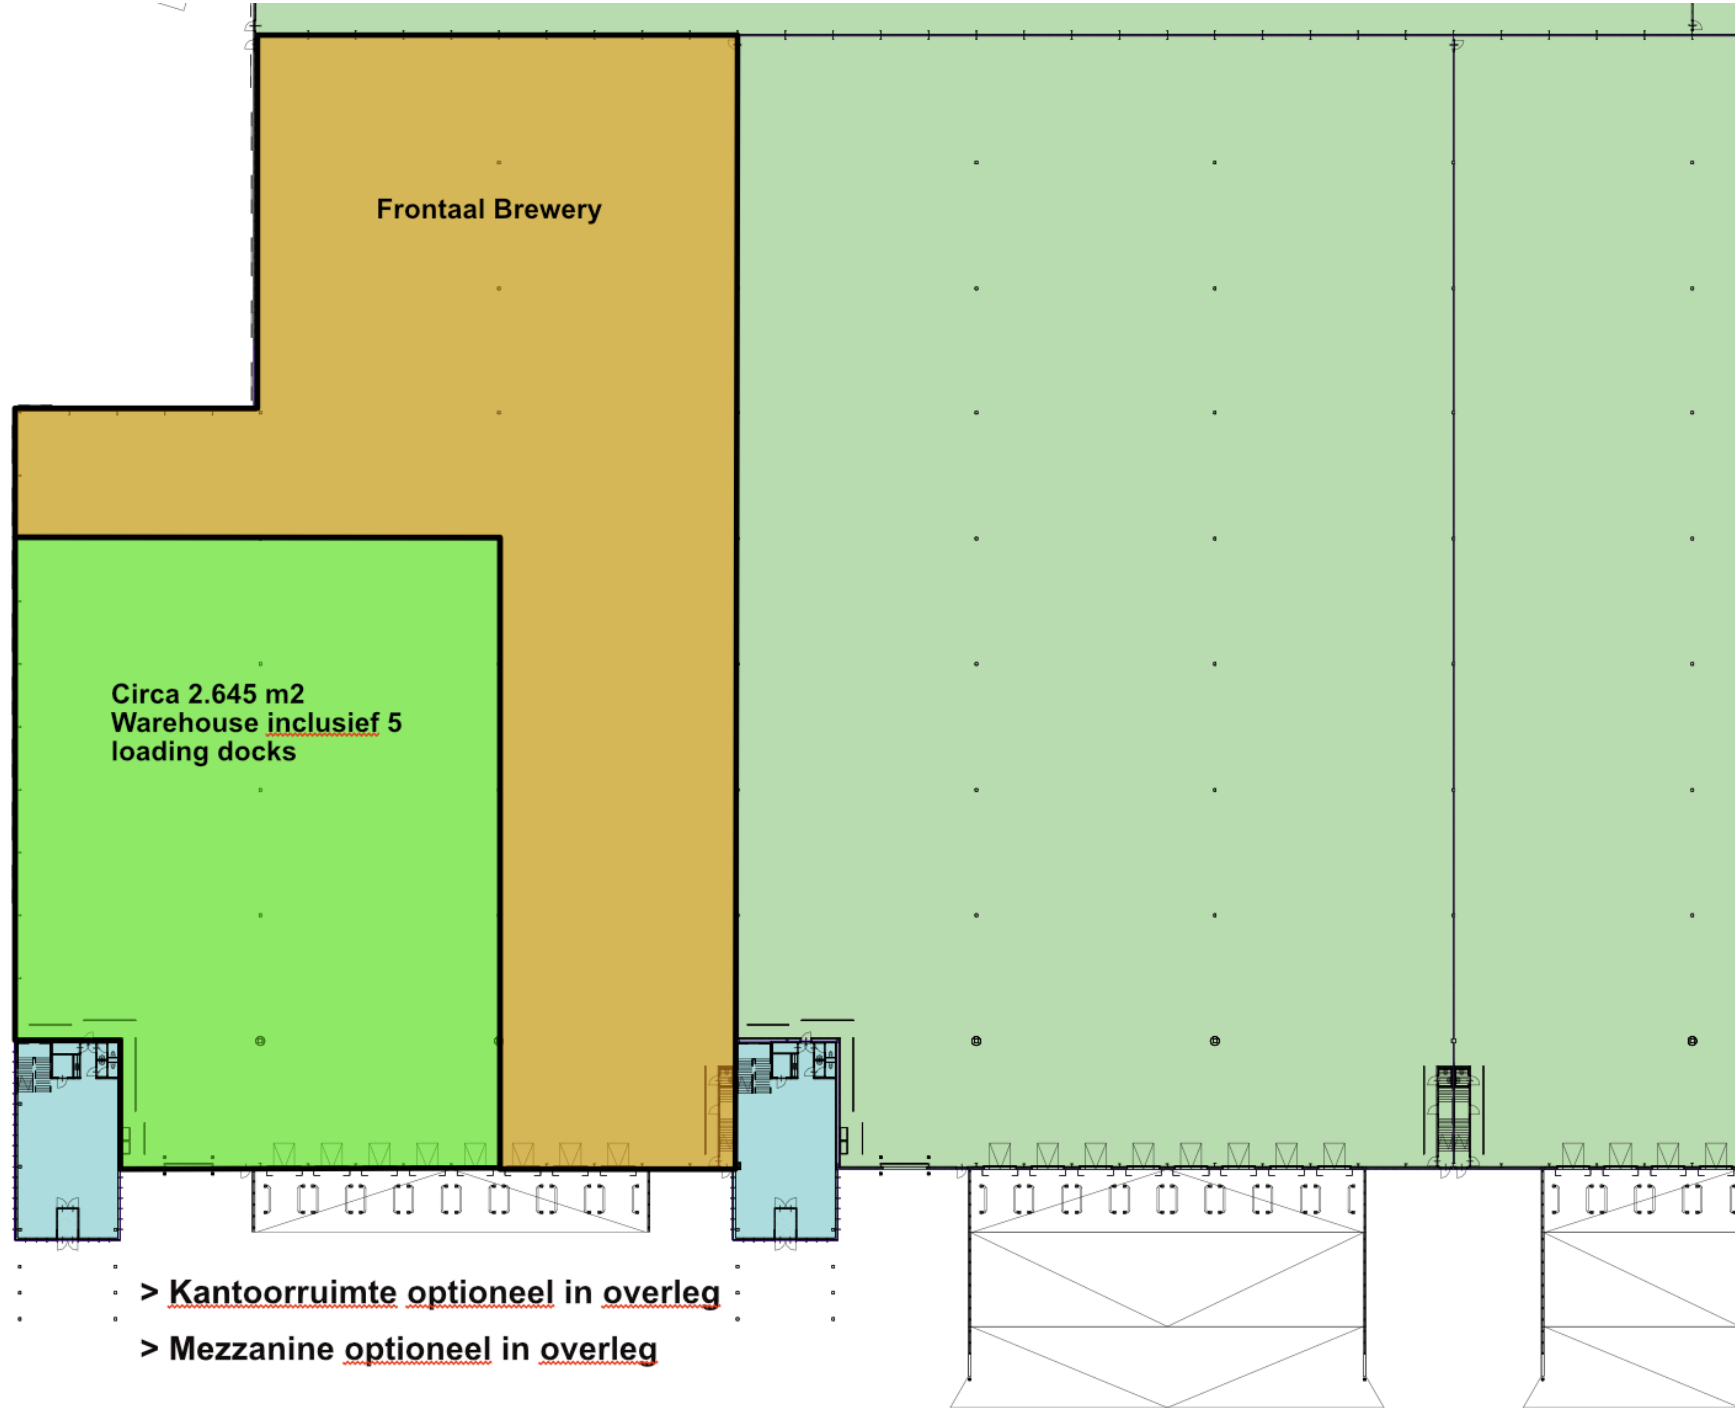 Frontaal Brewery
Circa 2.645 m2
Warehouse inclusief 5
loading docks
> Kantoorruimte optioneel in overleg
> Mezzanine optioneel in overleg